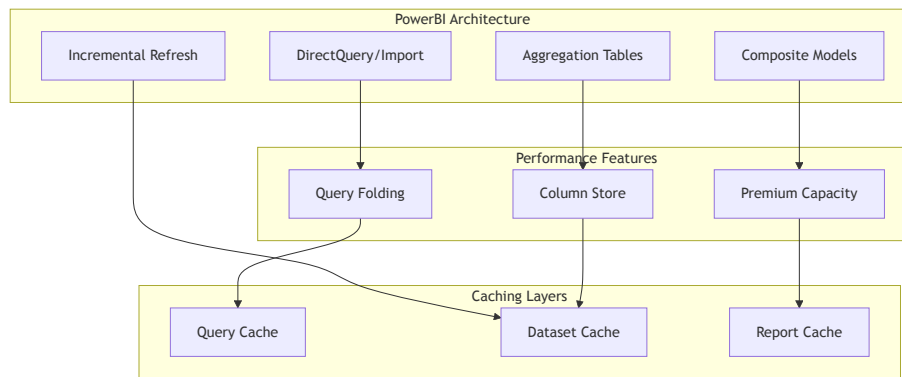 PowerBI Architecture
Incremental Refresh
DirectQuery/Import
Aggregation Tables
Composite Models
Performance Features
Query Folding
Column Store
Premium Capacity
Caching Layers
Query Cache
Dataset Cache
Report Cache